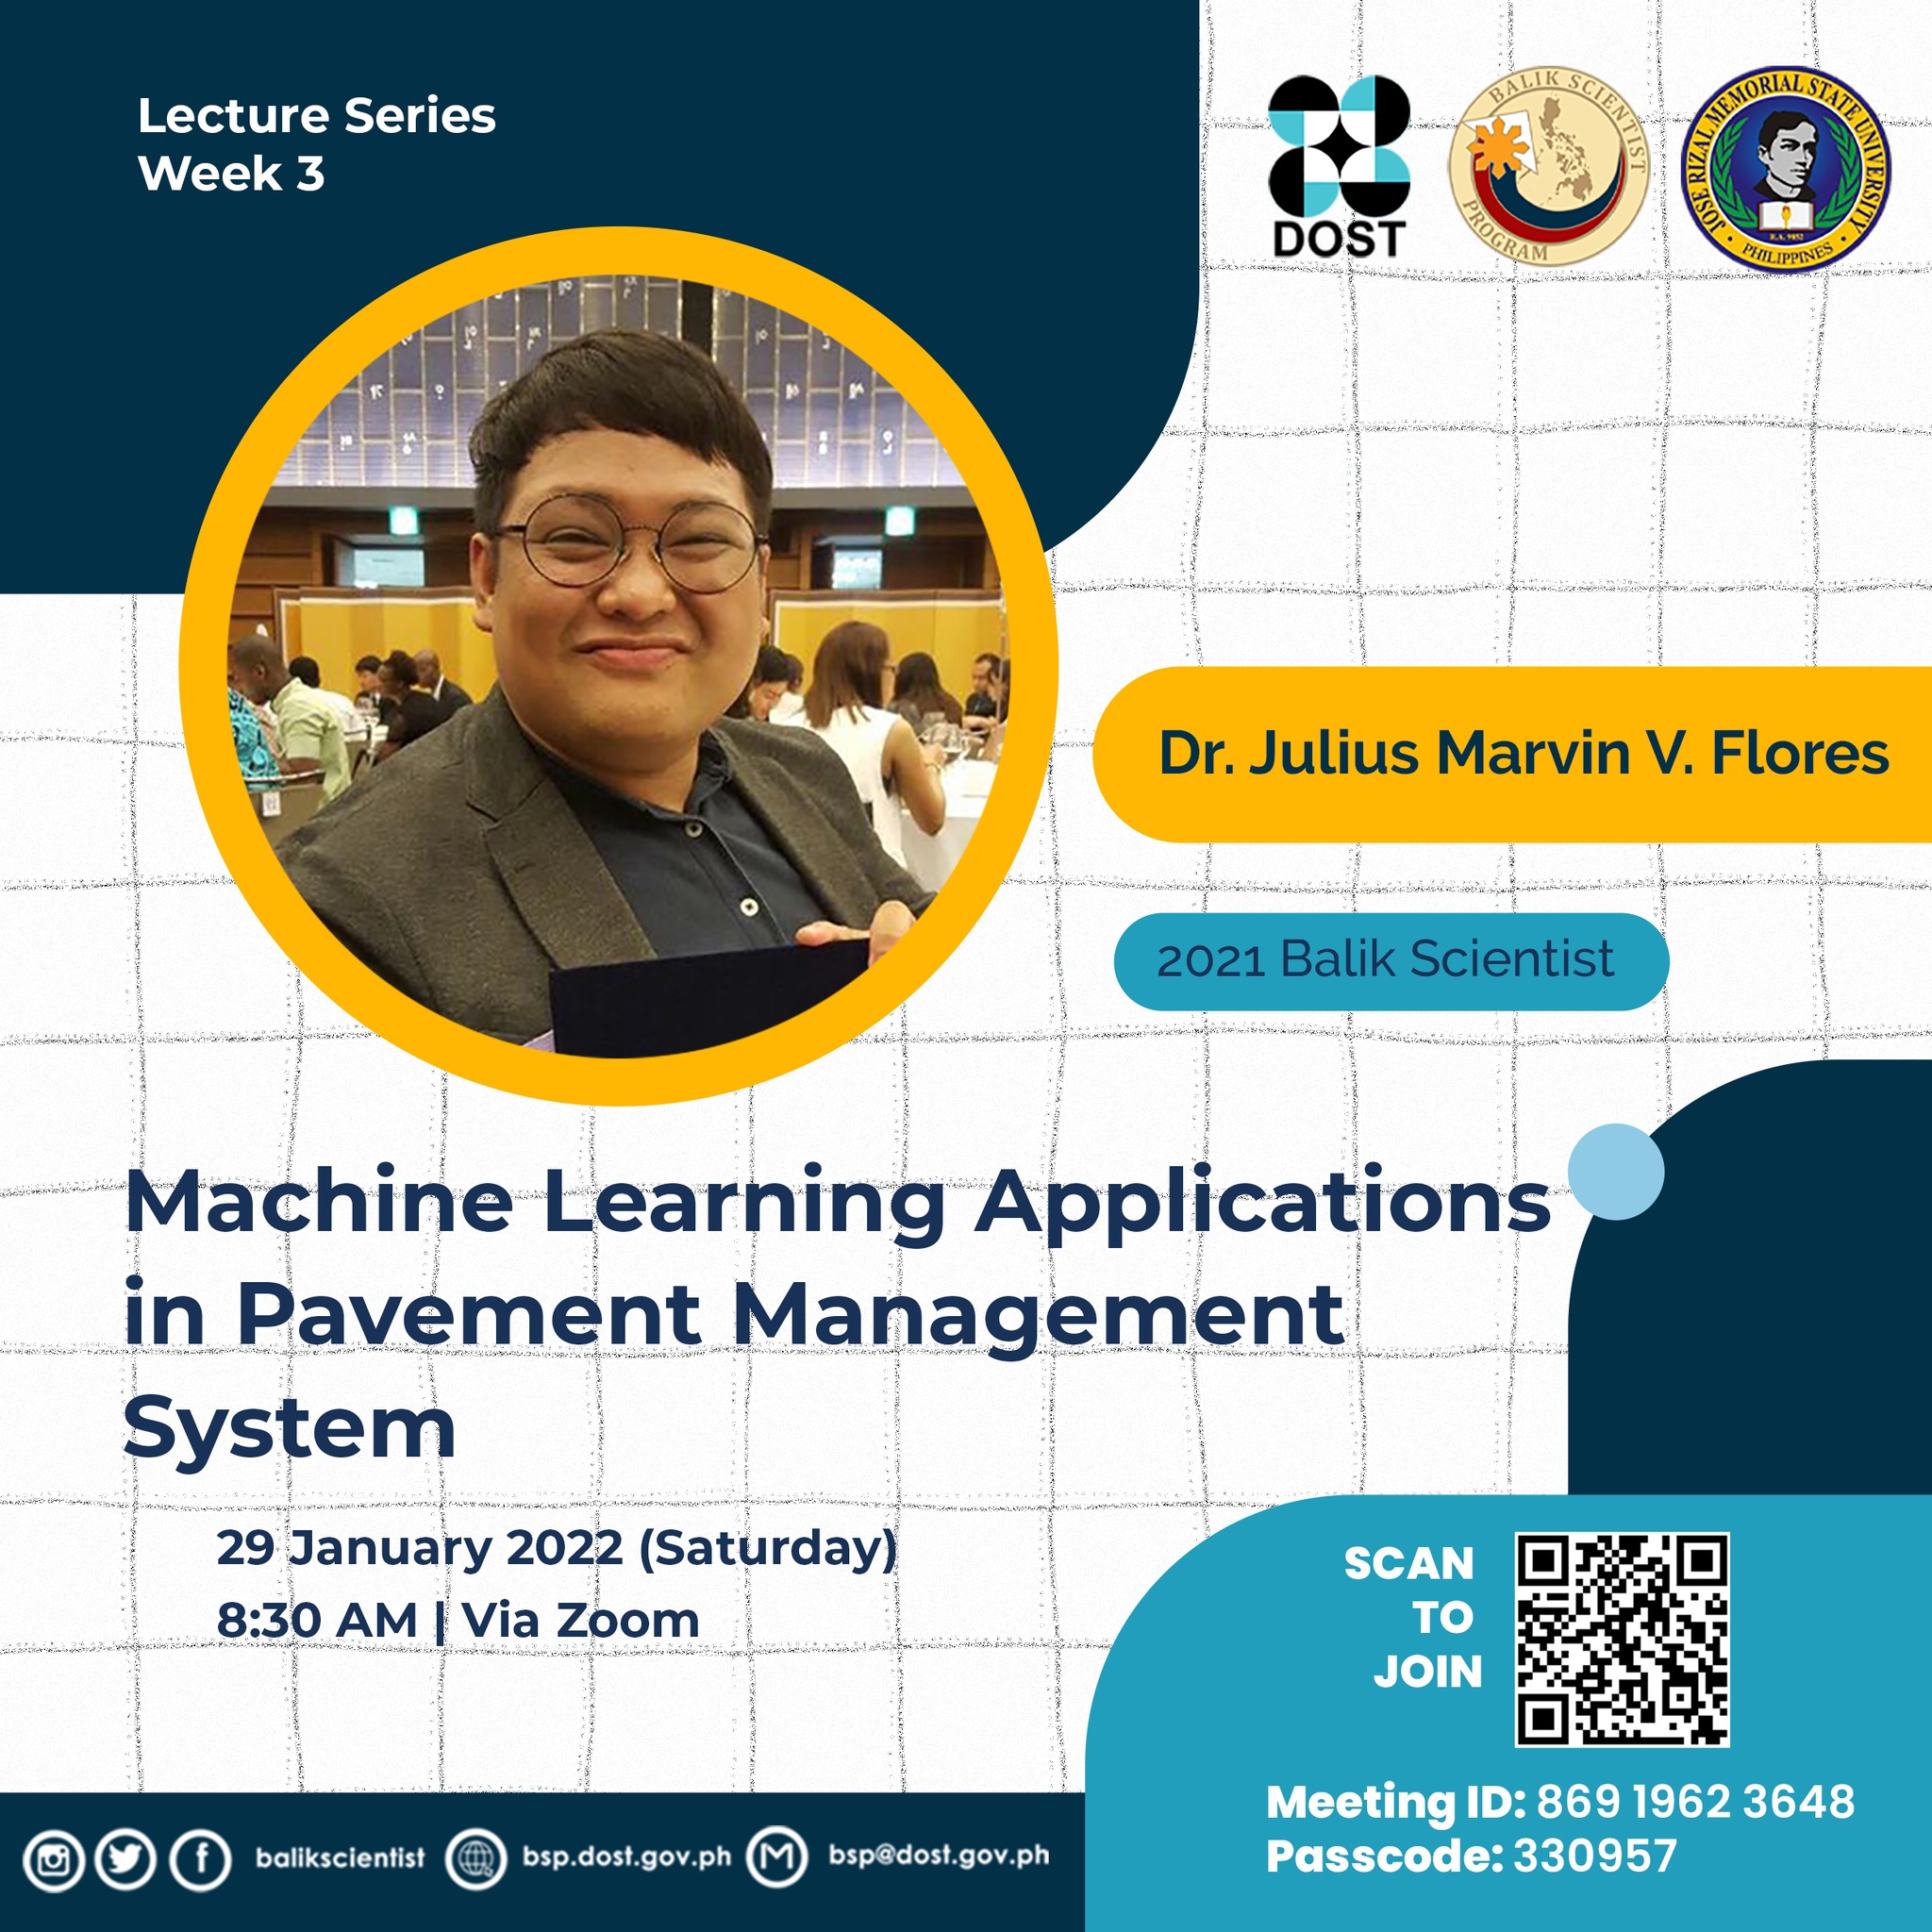 Lecture Series
Week 3
DOST
BALIK SCIENTIST
PROGRAM
JOSE RIZAL MEMORIAL STATE UNIVERSITY
R.A. 9852
PHILIPPINES
Dr. Julius Marvin V. Flores
2021 Balik Scientist
Machine Learning Applications
in Pavement Management
System
29 January 2022 (Saturday)
8:30 AM | Via Zoom
SCAN
TO
JOIN
Meeting ID: 869 1962 3648
Passcode: 330957
balikscientist
bsp.dost.gov.ph
bsp@dost.gov.ph